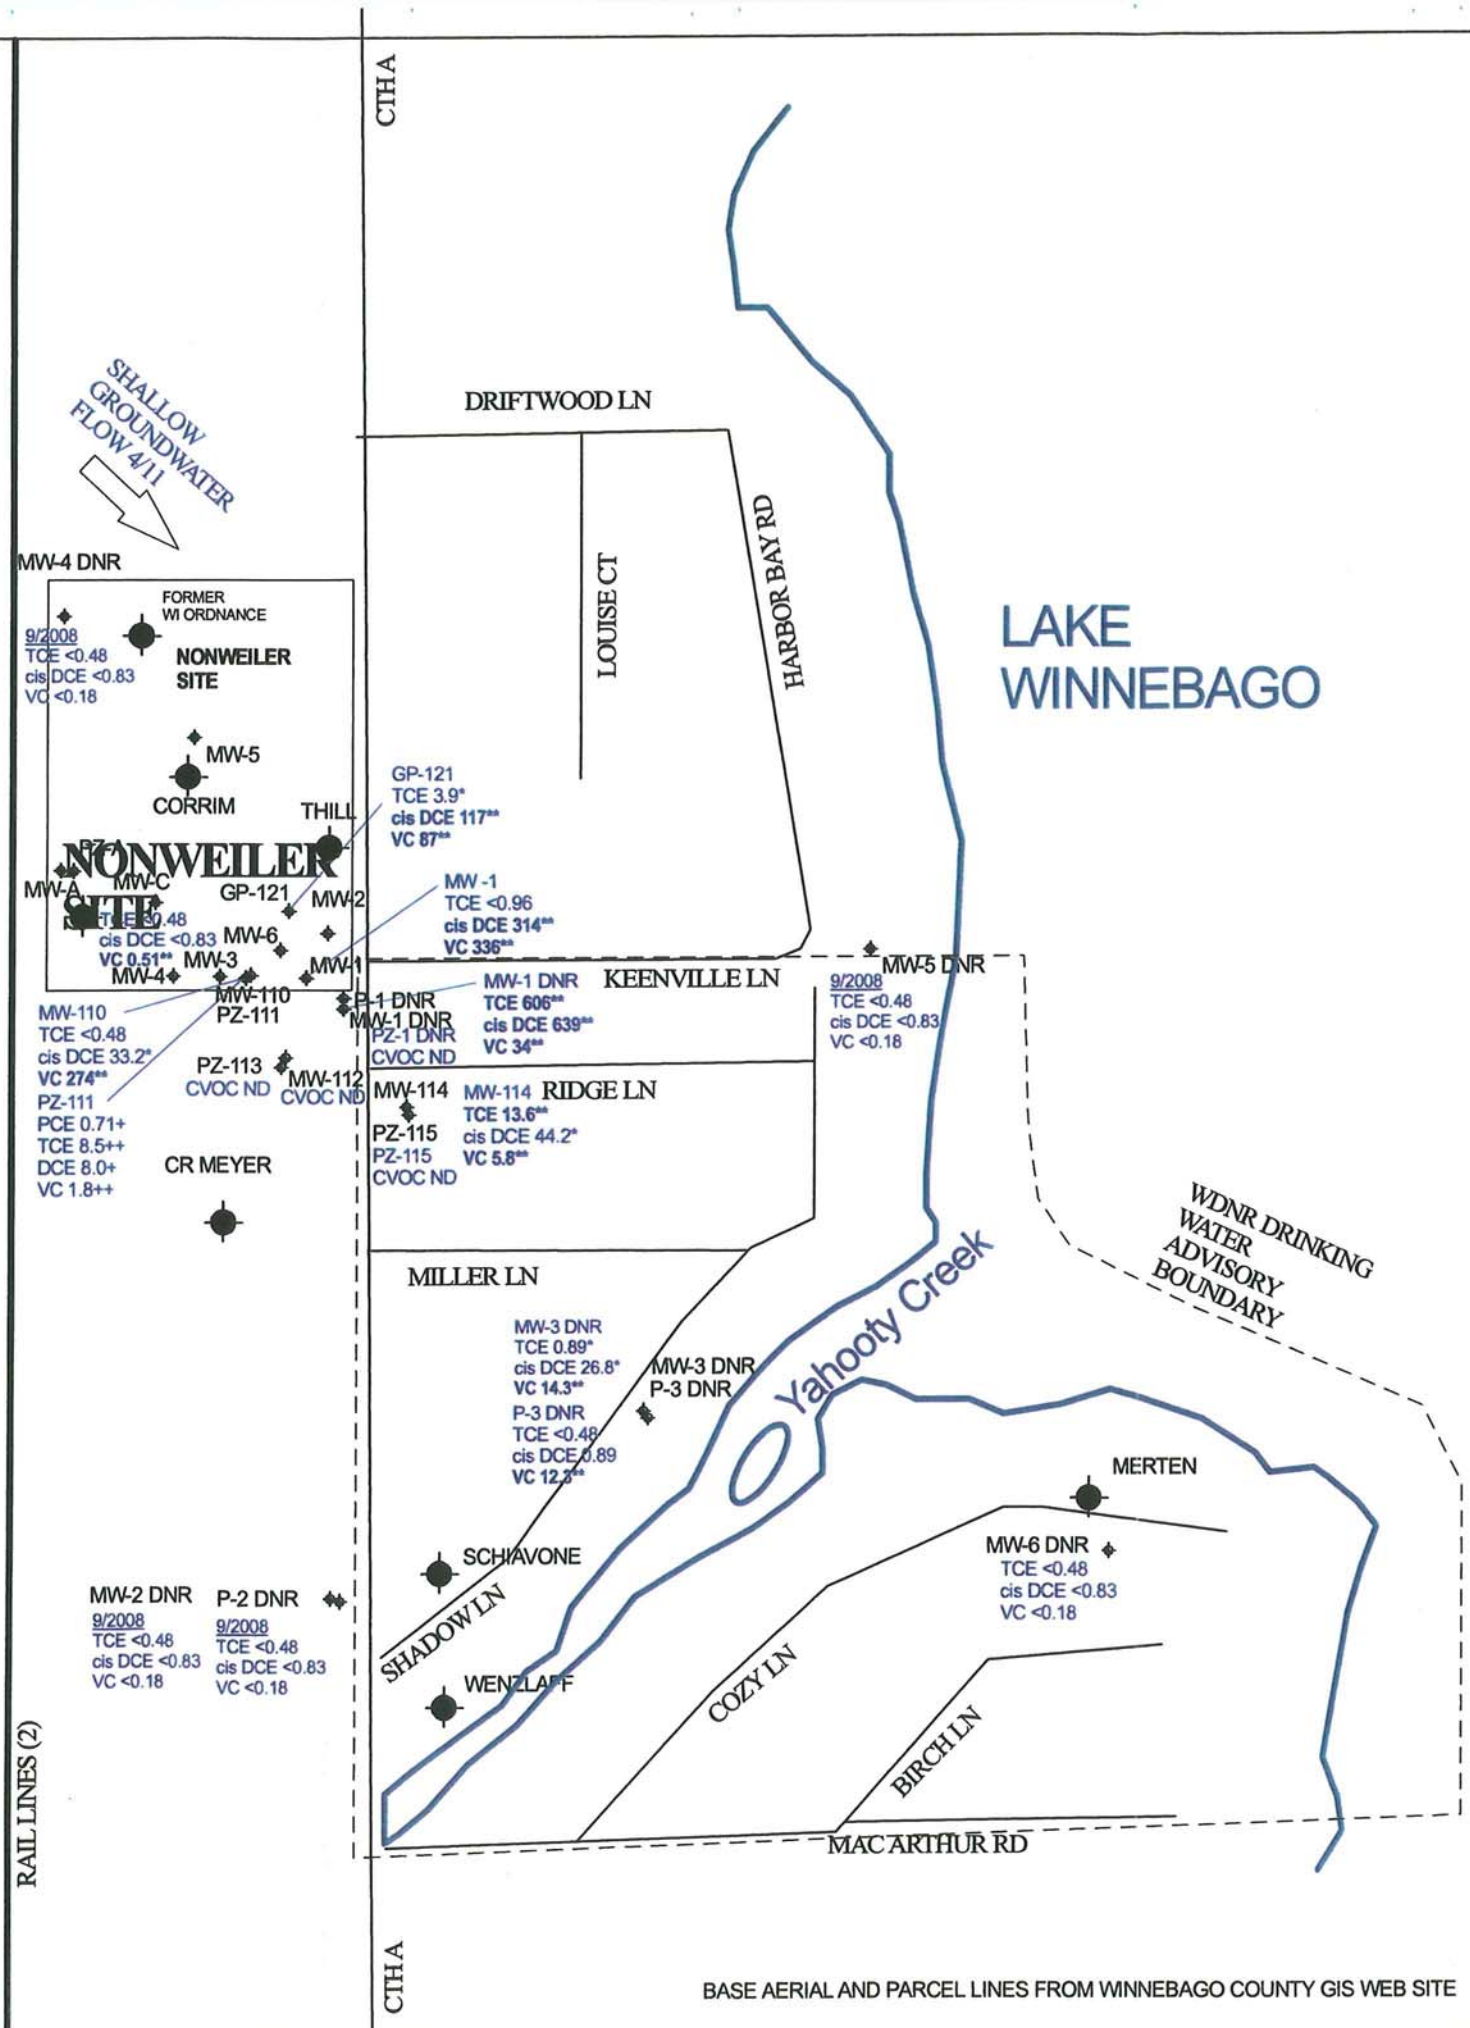 CTH A
SHALLOW
GROUNDWATER
FLOW 4/11
DRIFTWOOD LN
LOUISE CT
HARBOR BAY RD
LAKE
WINNEBAGO
MW-4 DNR
9/2008
TCE <0.48
cis DCE <0.83
VC <0.18
FORMER
WI ORDNANCE
NONWEILER
SITE
MW-5
CORRIM
THILL
GP-121
TCE 3.9*
cis DCE 117**
VC 87**
PZ-A
NONWEILER
SITE
MW-A
MW-C
GP-121
MW-2
TCE <0.48
cis DCE <0.83
VC 0.51**
MW-6
MW-3
MW-4
MW-1
MW -1
TCE <0.96
cis DCE 314**
VC 336**
KEENVILLE LN
MW-5 DNR
9/2008
TCE <0.48
cis DCE <0.83
VC <0.18
MW-110
PZ-111
P-1 DNR
MW-1 DNR
PZ-1 DNR
CVOC ND
MW-1 DNR
TCE 606**
cis DCE 639**
VC 34**
MW-110
TCE <0.48
cis DCE 33.2*
VC 274**
PZ-111
PCE 0.71+
TCE 8.5++
DCE 8.0+
VC 1.8++
PZ-113
CVOC ND
MW-112
CVOC ND
MW-114
PZ-115
PZ-115
CVOC ND
MW-114
TCE 13.6**
cis DCE 44.2*
VC 5.8**
RIDGE LN
CR MEYER
MILLER LN
WDNR DRINKING
WATER
ADVISORY
BOUNDARY
Yahooty Creek
MW-3 DNR
TCE 0.89*
cis DCE 26.8*
VC 14.3**
P-3 DNR
TCE <0.48
cis DCE 0.89
VC 12.3**
MW-3 DNR
P-3 DNR
MERTEN
MW-6 DNR
TCE <0.48
cis DCE <0.83
VC <0.18
SCHIAVONE
SHADOW LN
MW-2 DNR
9/2008
TCE <0.48
cis DCE <0.83
VC <0.18
P-2 DNR
9/2008
TCE <0.48
cis DCE <0.83
VC <0.18
WENZLAFF
COZY LN
BIRCH LN
MAC ARTHUR RD
RAIL LINES (2)
CTH A
BASE AERIAL AND PARCEL LINES FROM WINNEBAGO COUNTY GIS WEB SITE